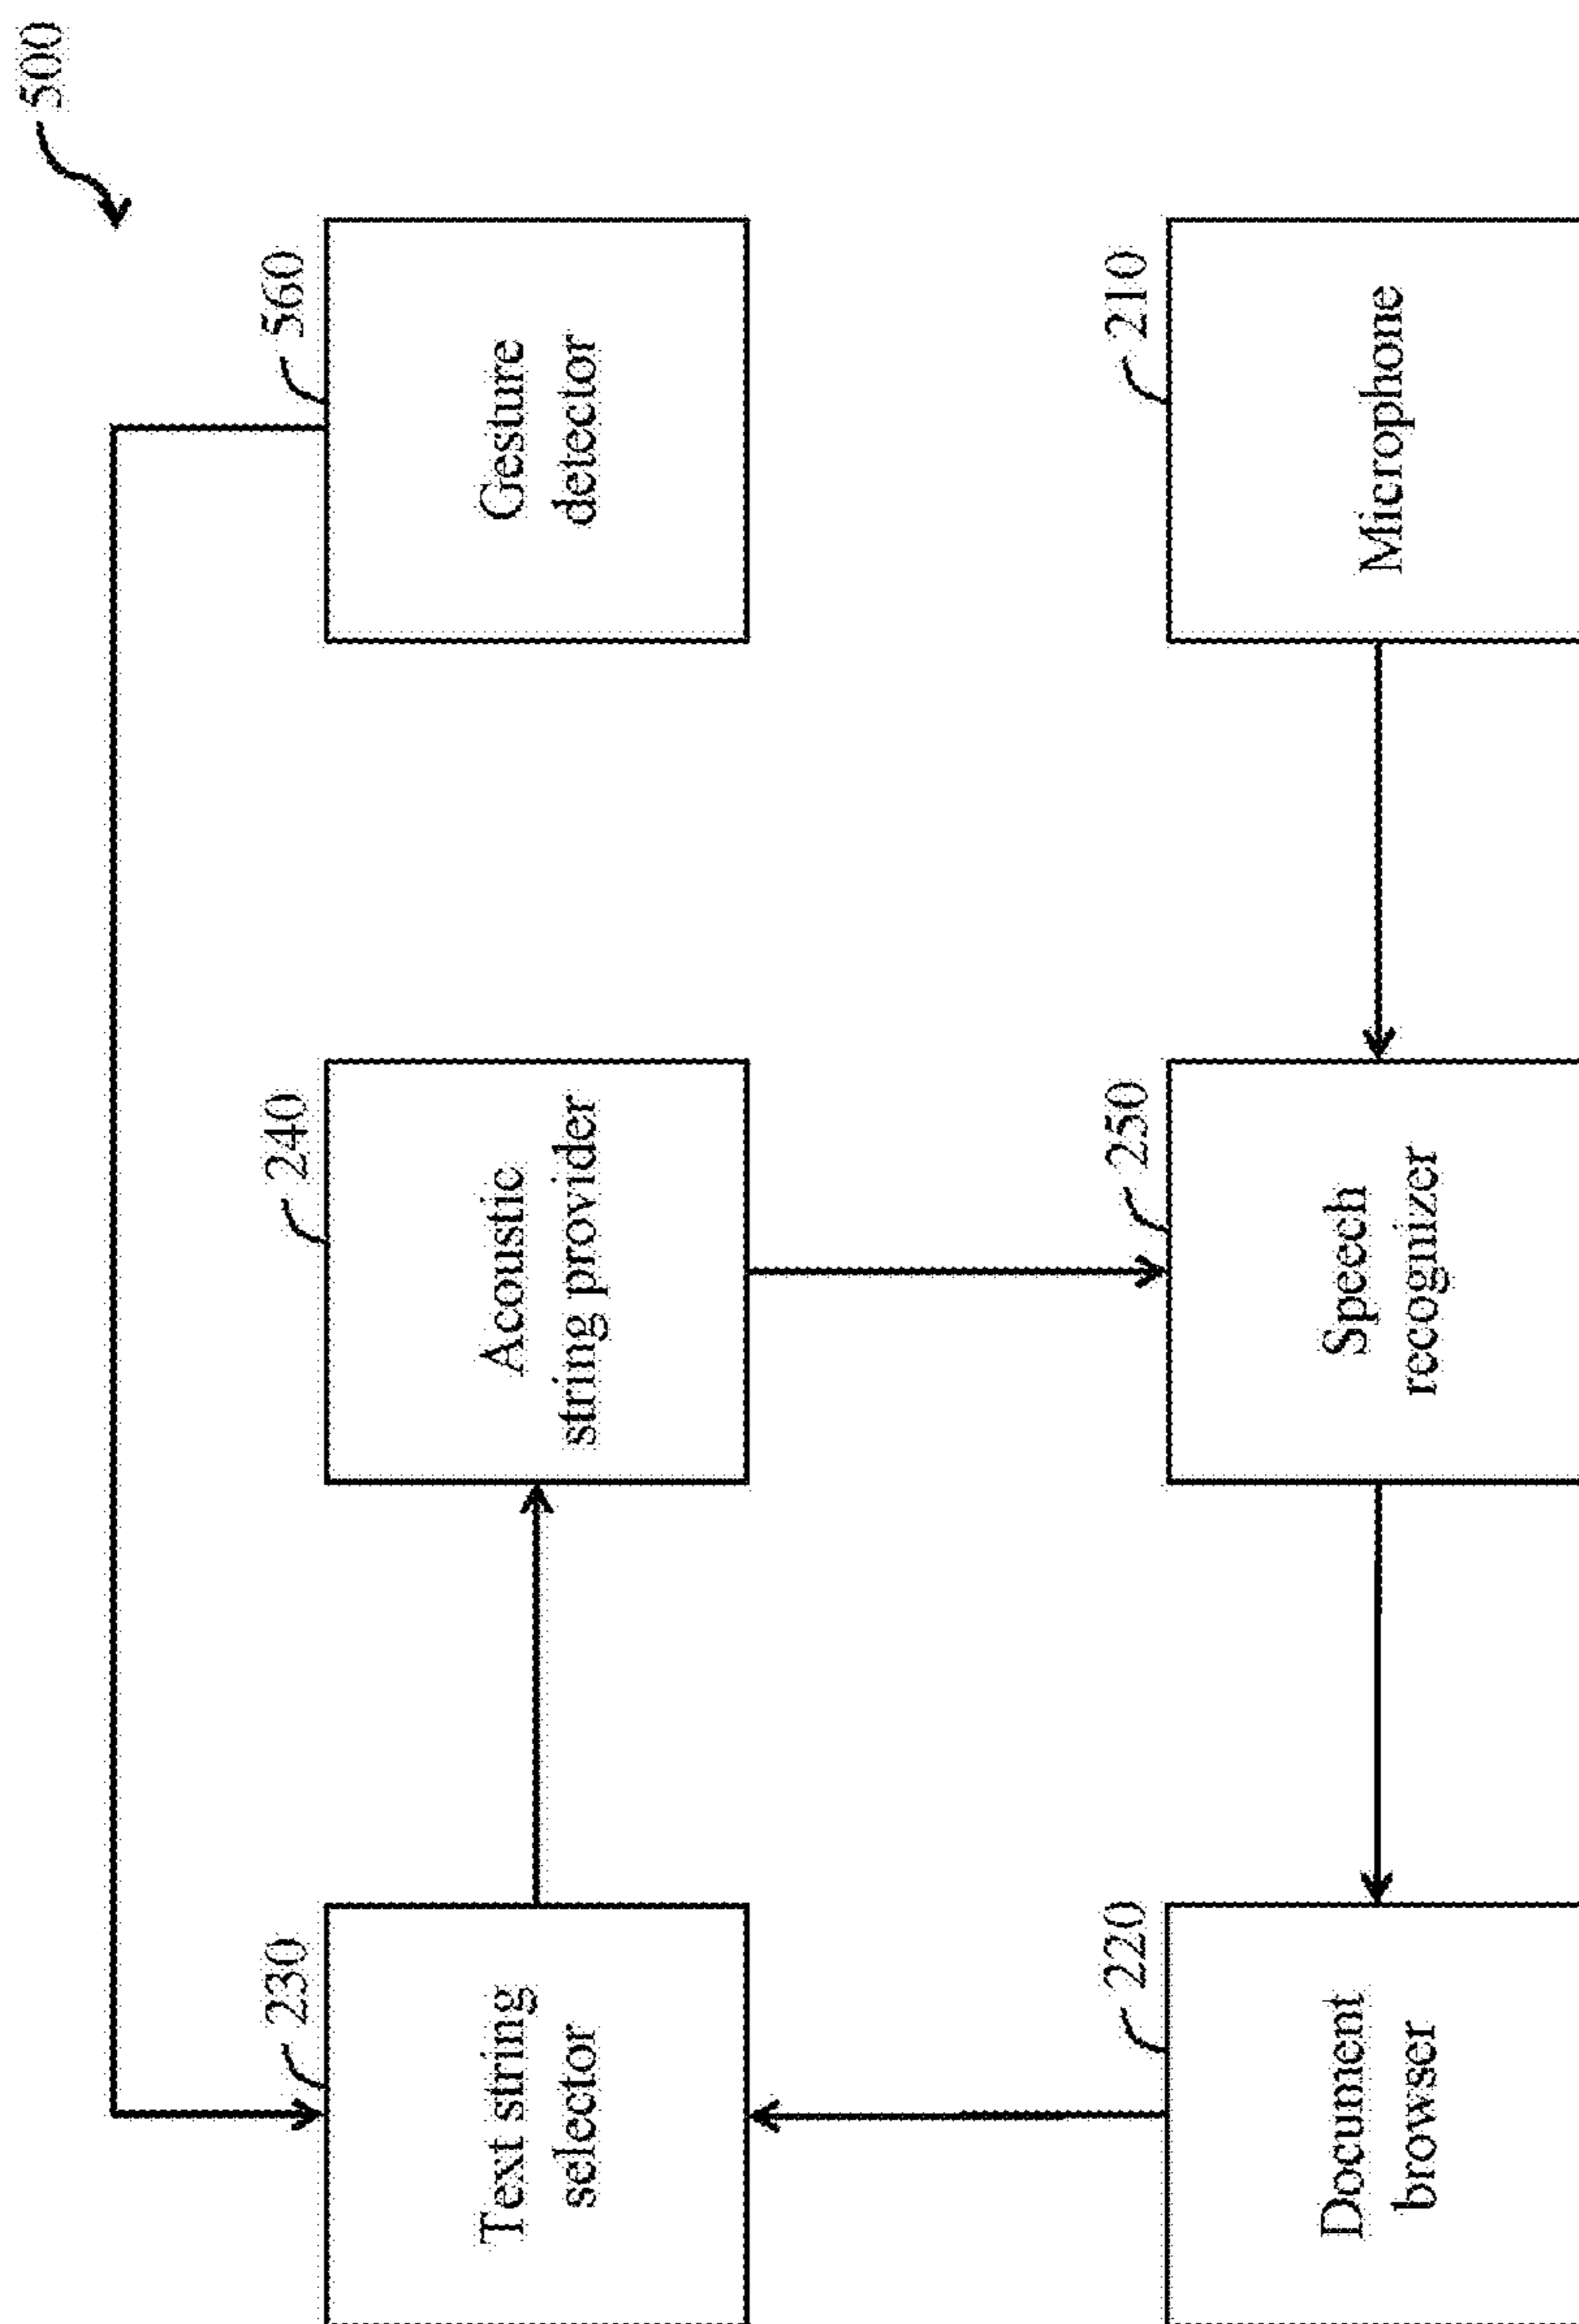 500
230
Text string
selector
240
Acoustic
string provider
560
Gesture
detector
220
Document
browser
250
Speech
recognizer
210
Microphone